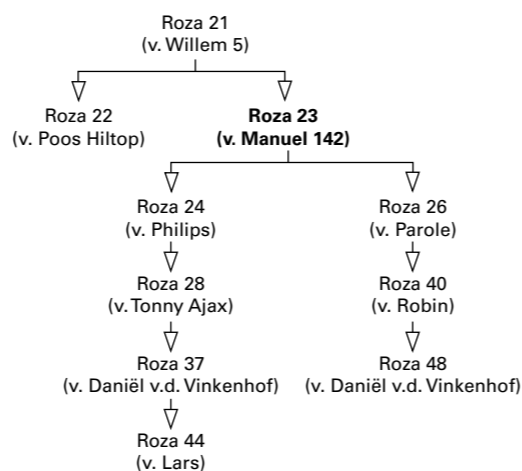 Roza 21
(v. Willem 5)
Roza 22
(v. Poos Hiltop)
Roza 23
(v. Manuel 142)
Roza 24
(v. Philips)
Roza 26
(v. Parole)
Roza 28
(v. Tonny Ajax)
Roza 40
(v. Robin)
Roza 37
(v. Daniël v.d. Vinkenhof)
Roza 48
(v. Daniël v.d. Vinkenhof)
Roza 44
(v. Lars)